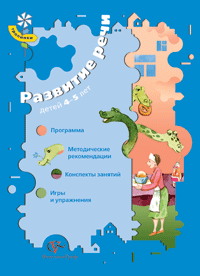 Развитие речи
детей 4–5 лет
Программа
Методические
рекомендации
Конспекты занятий
Игры
и упражнения